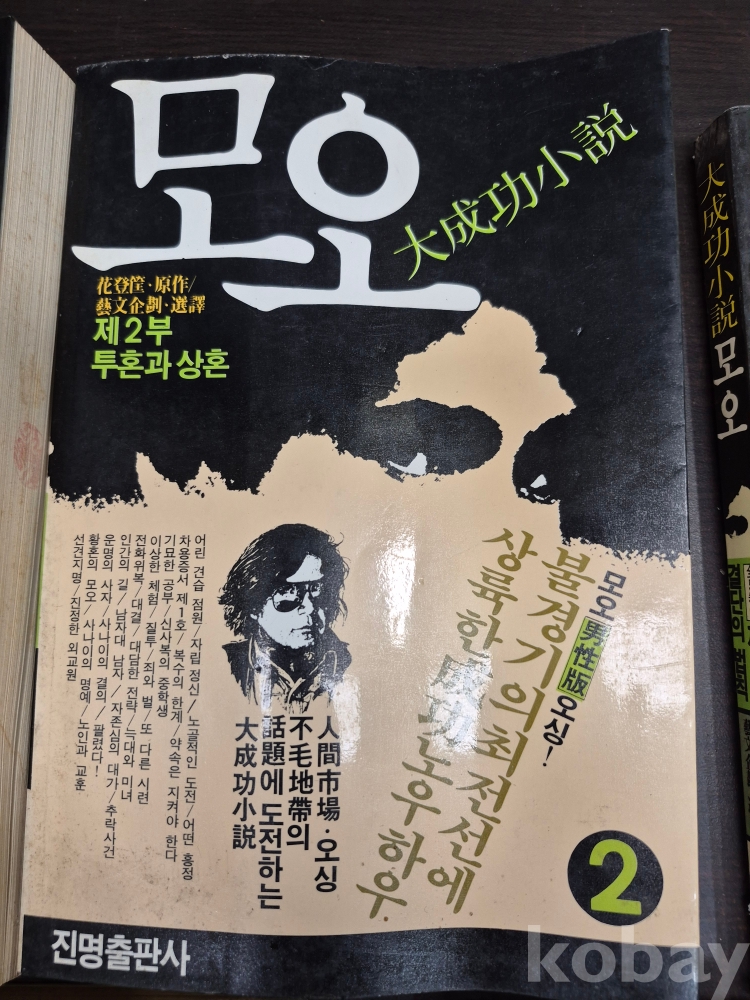 모오
大成功小説
花登筐·原作/
藝文企劃·選譯
제2부
투혼과 상혼
모오 男性版 오싱!
불경기의 최전선에
상륙한 成功노우하우.
人間市場·오싱
不毛地帶의
話題에 도전하는
大成功小説
어린 견습 점원/자립 정신/노골적인 도전/어떤 흥정
차용증서 제1호/복수의 한계/약속은 지켜야 한다
기묘한 공부/신사복의 중학생
이상한 체험/질투/죄와 벌/또 다른 시련
전화위복/대결/대담한 전략/늑대와 미녀
인간의 길/남자대 남자/자존심의 대가/추락사건
운명의 사자/사나이의 결의/팔렸다!
황혼의 모오/사나이의 명예/노인과 교훈
선견지명/진정한 외교원
2
진명출판사
大成功小説 모오
kobay